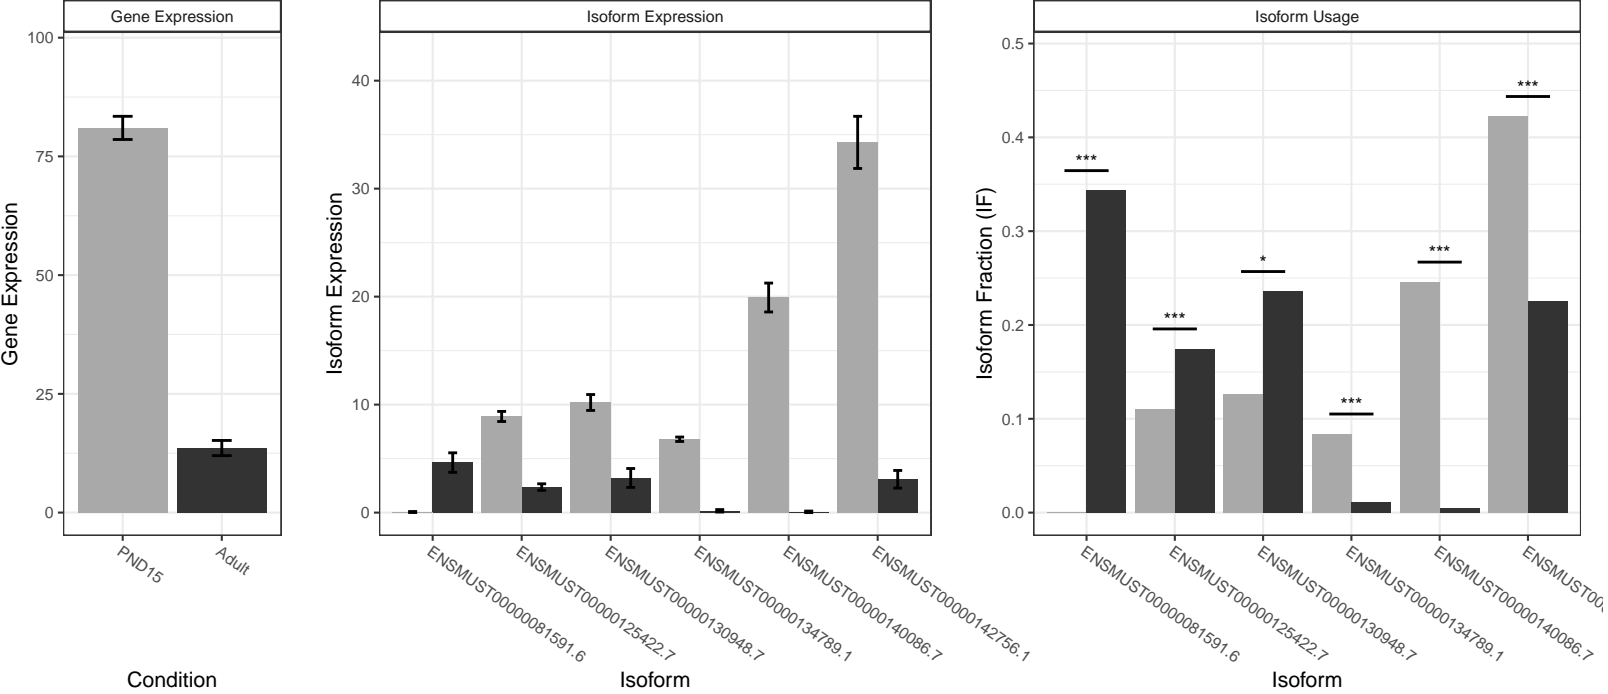 Gene Expression
Isoform Expression
Isoform Usage
Gene Expression
100
75
50
25
0
PND15
Adult
Condition
Isoform Expression
40
30
20
10
0
ENSMUST00000081591.6
ENSMUST00000125422.7
ENSMUST00000130948.7
ENSMUST00000134789.1
ENSMUST00000140086.7
ENSMUST00000142756.1
Isoform
Isoform Fraction (IF)
0.5
0.4
0.3
0.2
0.1
0.0
***
***
*
***
***
***
ENSMUST00000081591.6
ENSMUST00000125422.7
ENSMUST00000130948.7
ENSMUST00000134789.1
ENSMUST00000140086.7
Isoform